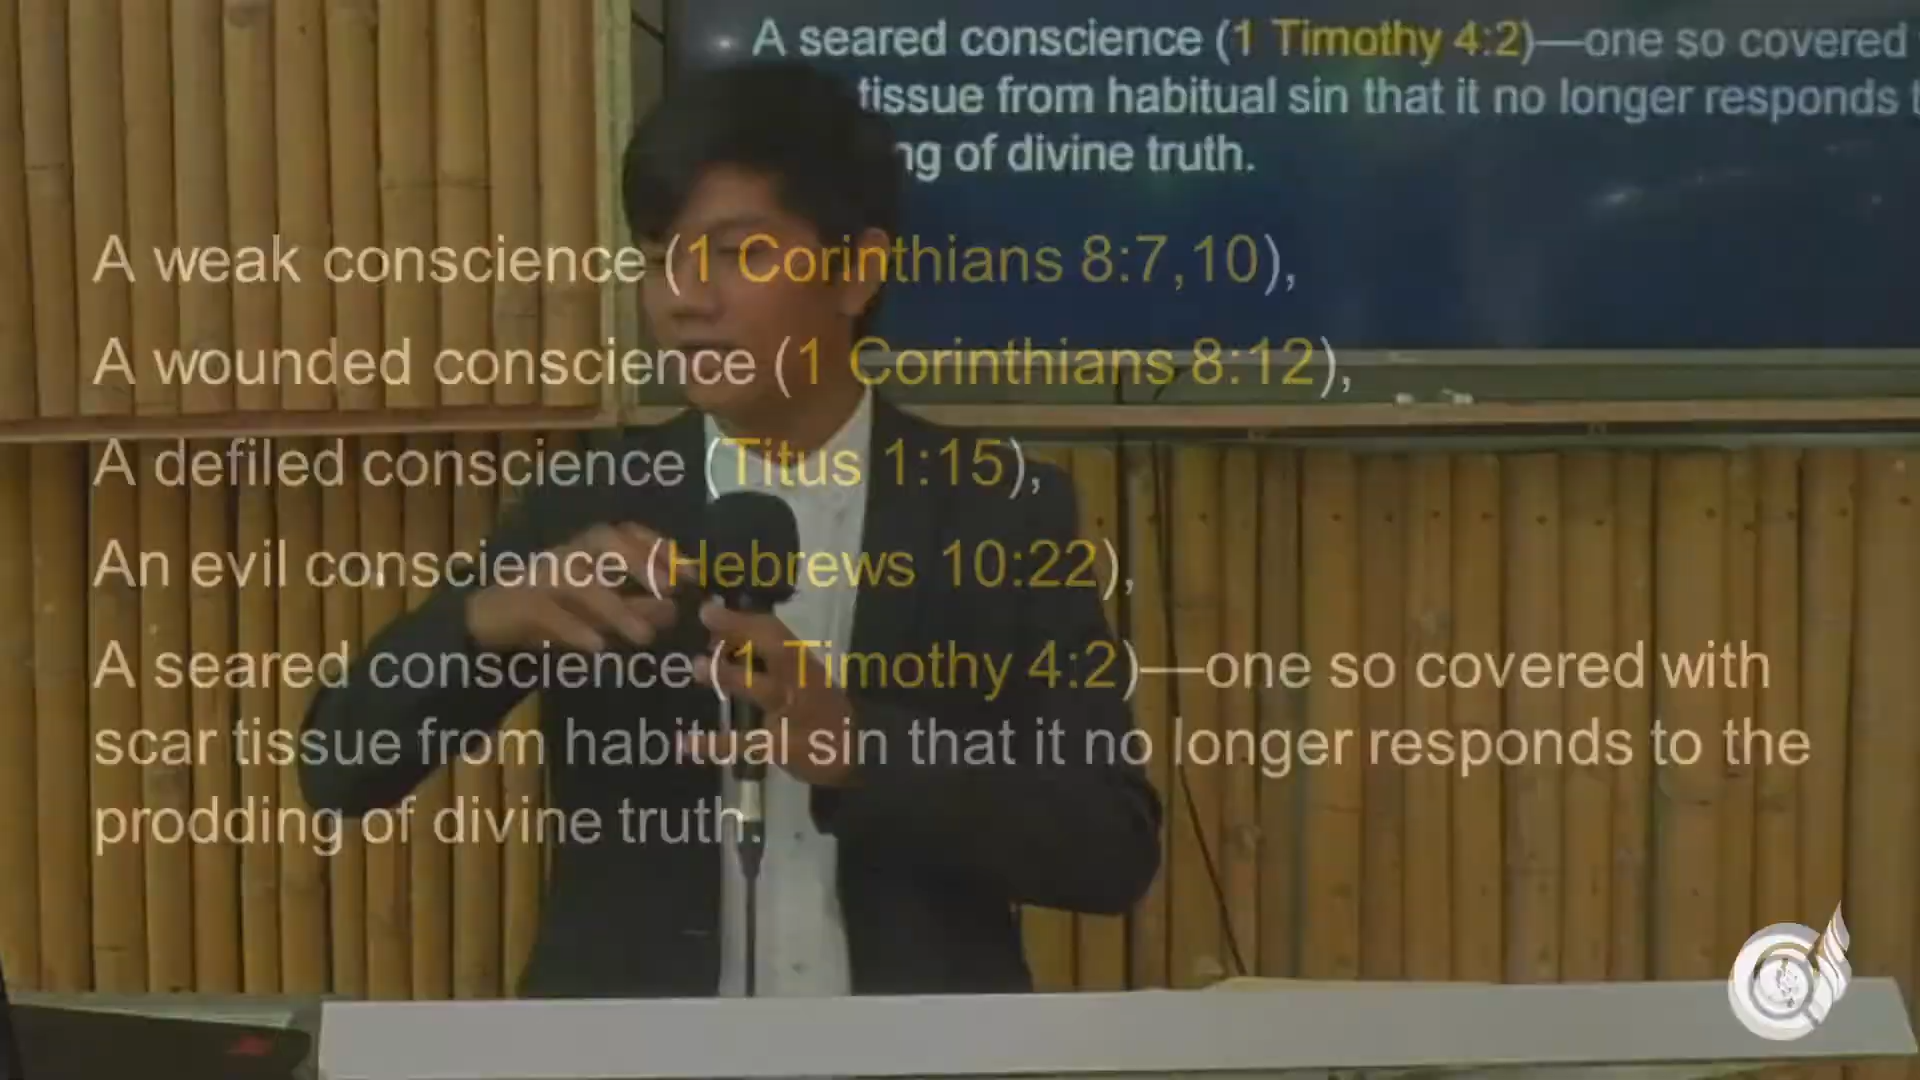 A seared conscience (1 Timothy 4:2)—one so covered
tissue from habitual sin that it no longer responds
ng of divine truth.
A weak conscience (1 Corinthians 8:7,10),
A wounded conscience (1 Corinthians 8:12),
A defiled conscience (Titus 1:15),
An evil conscience (Hebrews 10:22),
A seared conscience (1 Timothy 4:2)—one so covered with
scar tissue from habitual sin that it no longer responds to the
prodding of divine truth.